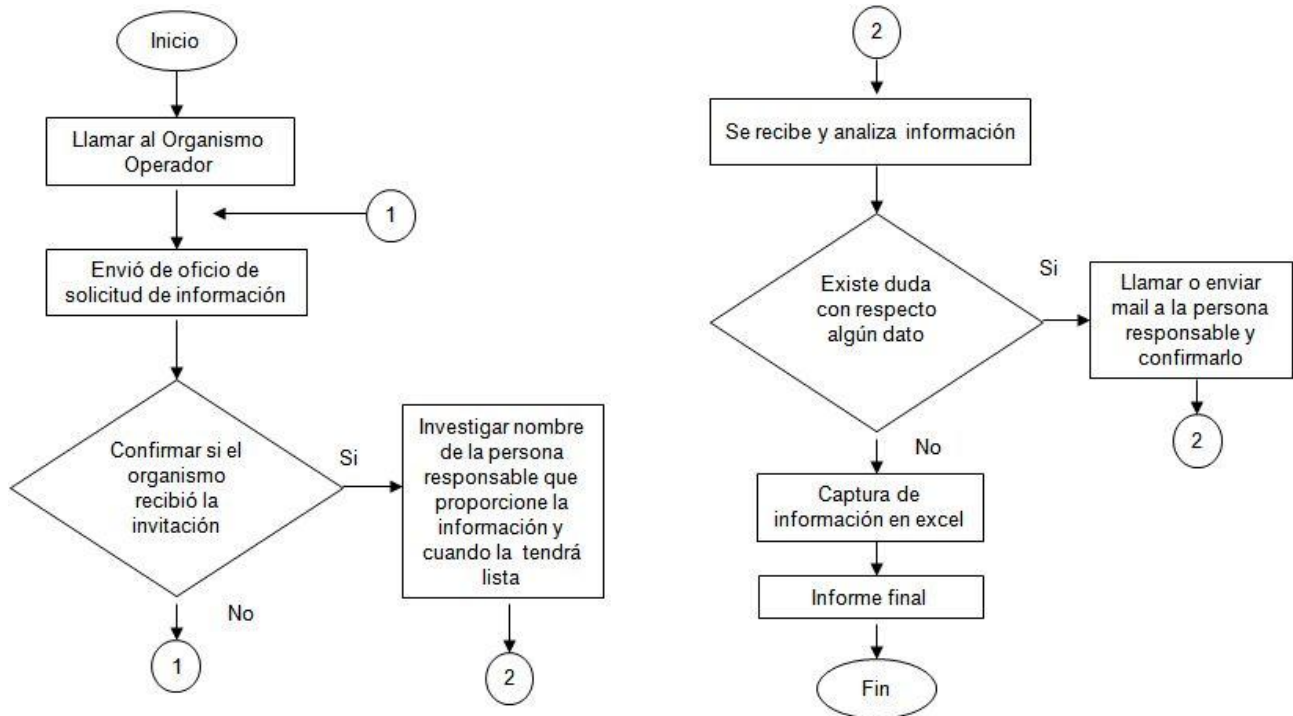 Inicio
Llamar al Organismo
Operador
1
Envió de oficio de
solicitud de información
Confirmar si el
organismo
recibió la
invitación
Si
Investigar nombre
de la persona
responsable que
proporcione la
información y
cuando la tendrá
lista
No
1
2
2
Se recibe y analiza información
Existe duda
con respecto
algún dato
Si
Llamar o enviar
mail a la persona
responsable y
confirmarlo
2
No
Captura de
información en excel
Informe final
Fin